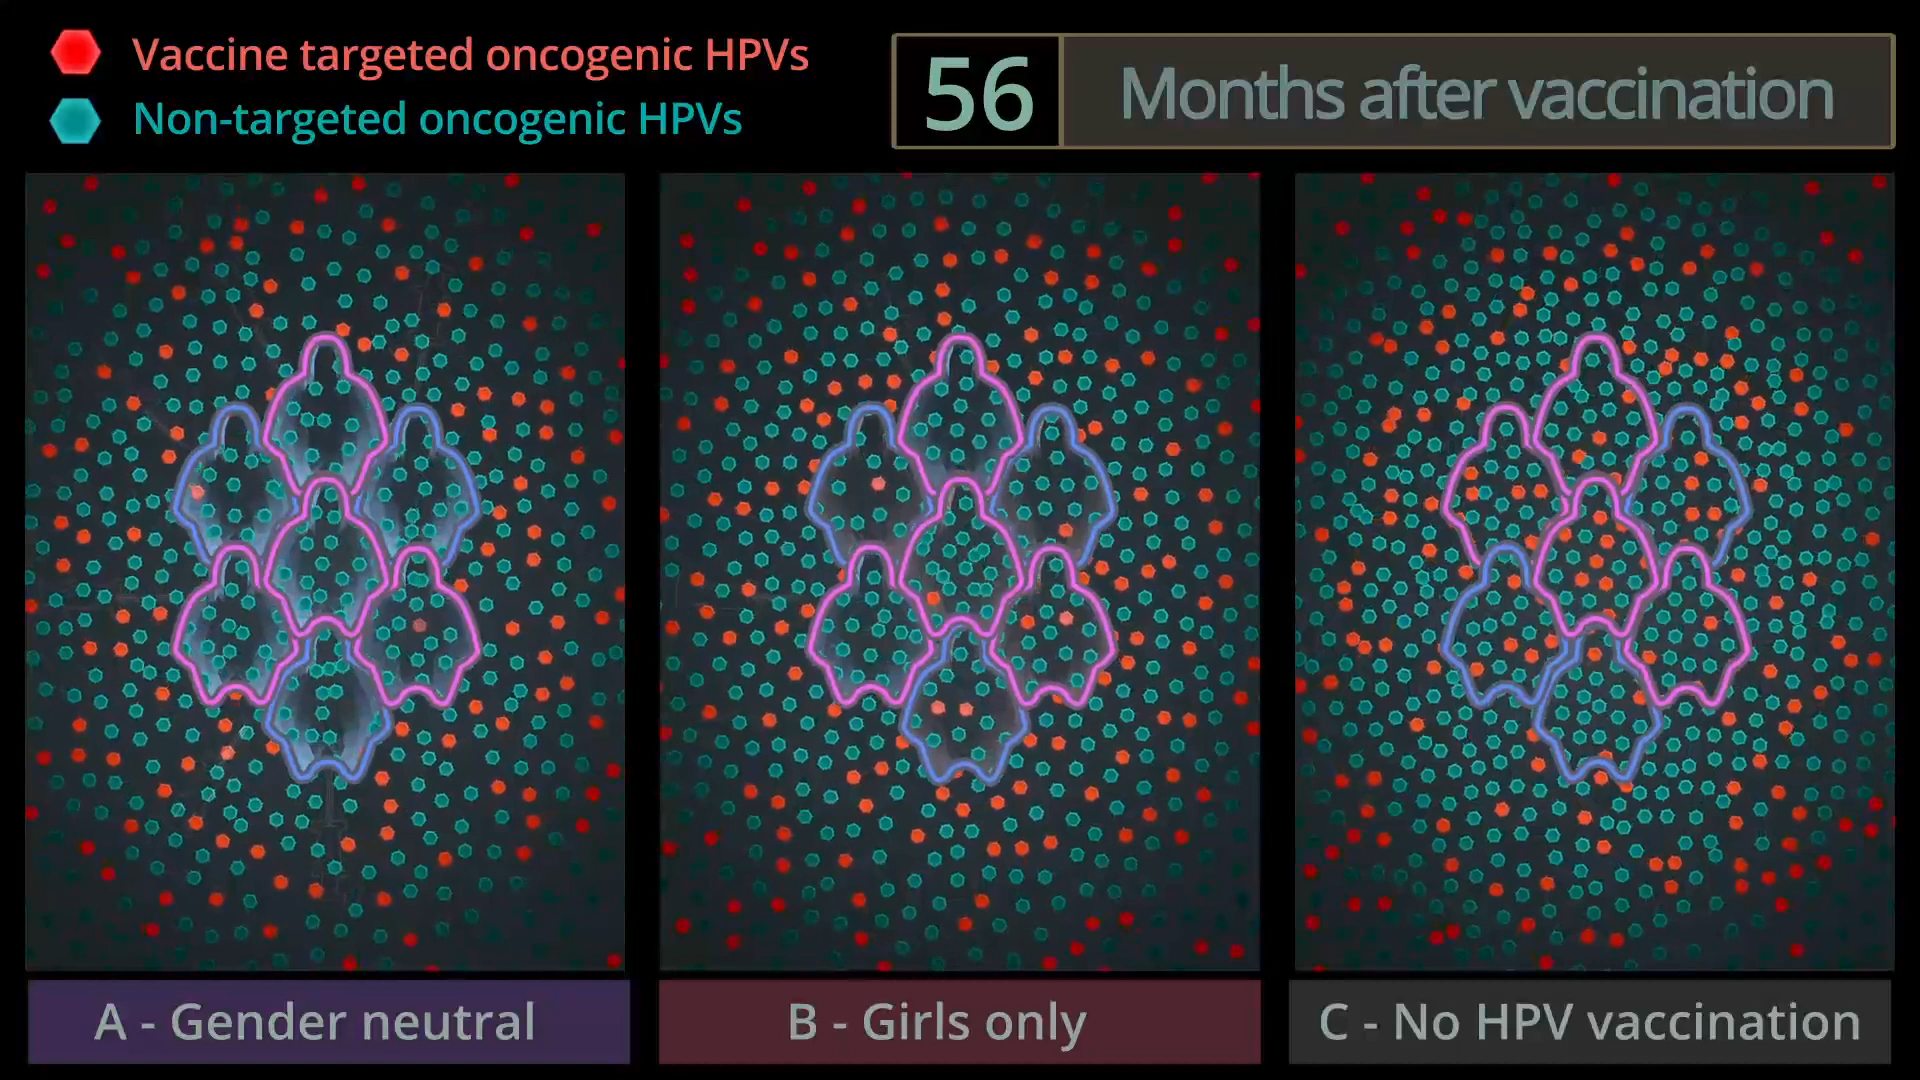 Vaccine targeted oncogenic HPVs
Non-targeted oncogenic HPVs
56 Months after vaccination
A - Gender neutral
B - Girls only
C - No HPV vaccination